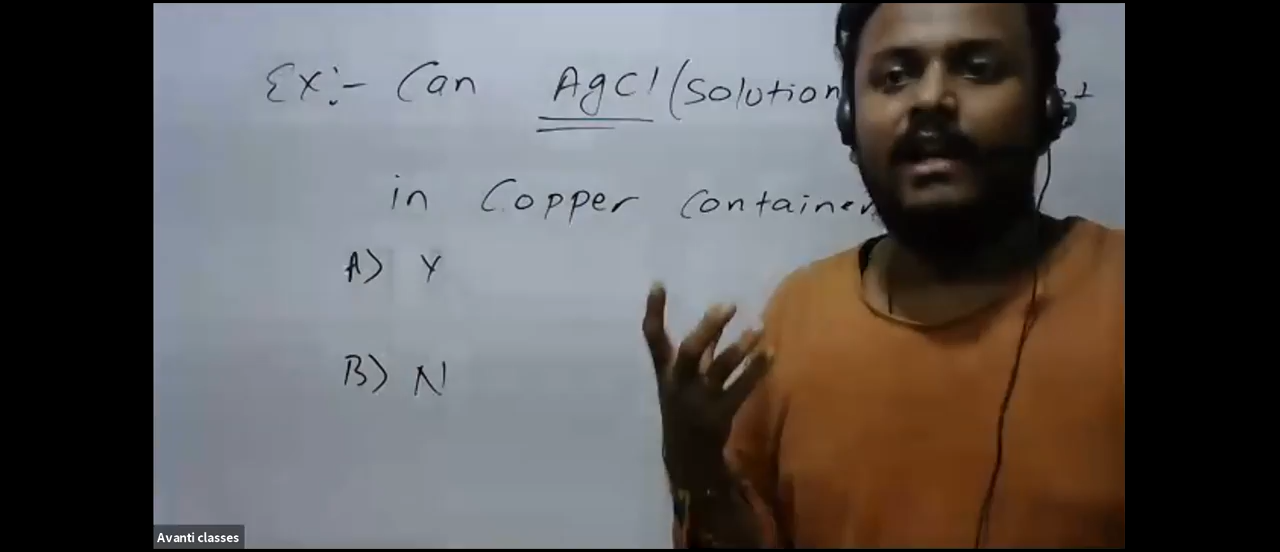 Ex:- Can AgCl (Solution
in Copper Container
A) Y
B) N
Avanti classes